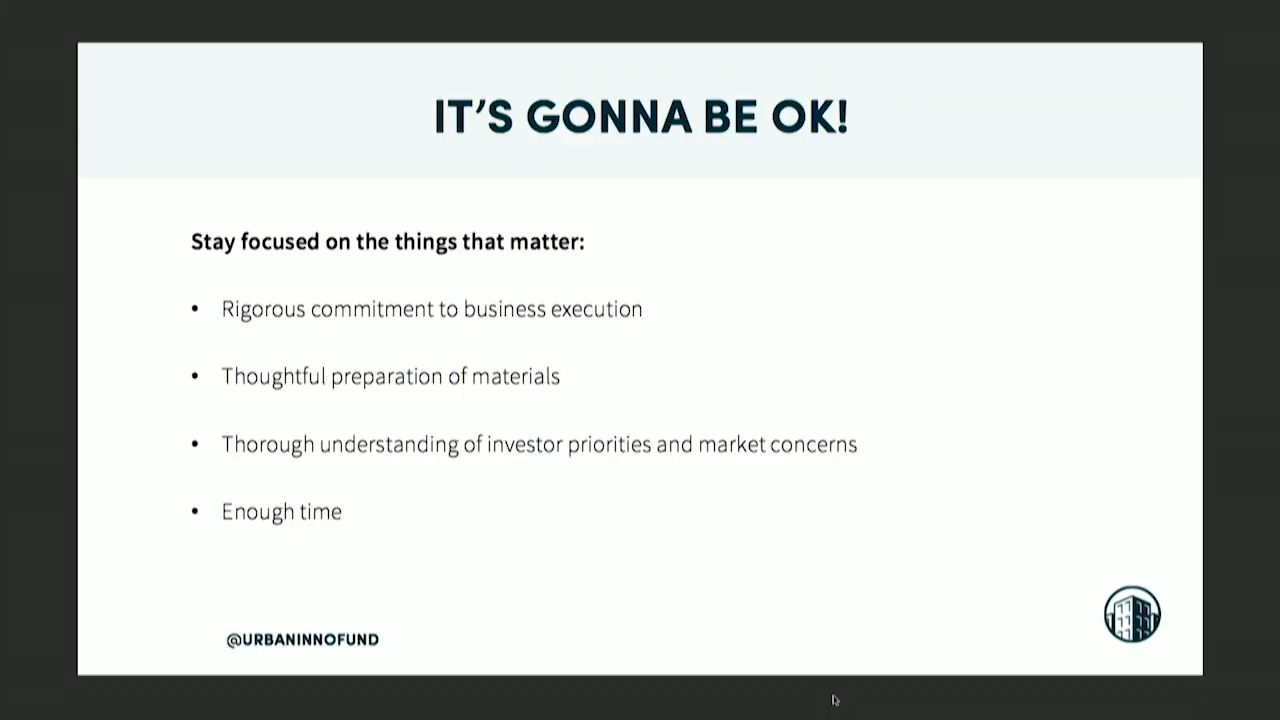 IT'S GONNA BE OK!
Stay focused on the things that matter:
• Rigorous commitment to business execution
• Thoughtful preparation of materials
• Thorough understanding of investor priorities and market concerns
• Enough time
@URBANINNOFUND